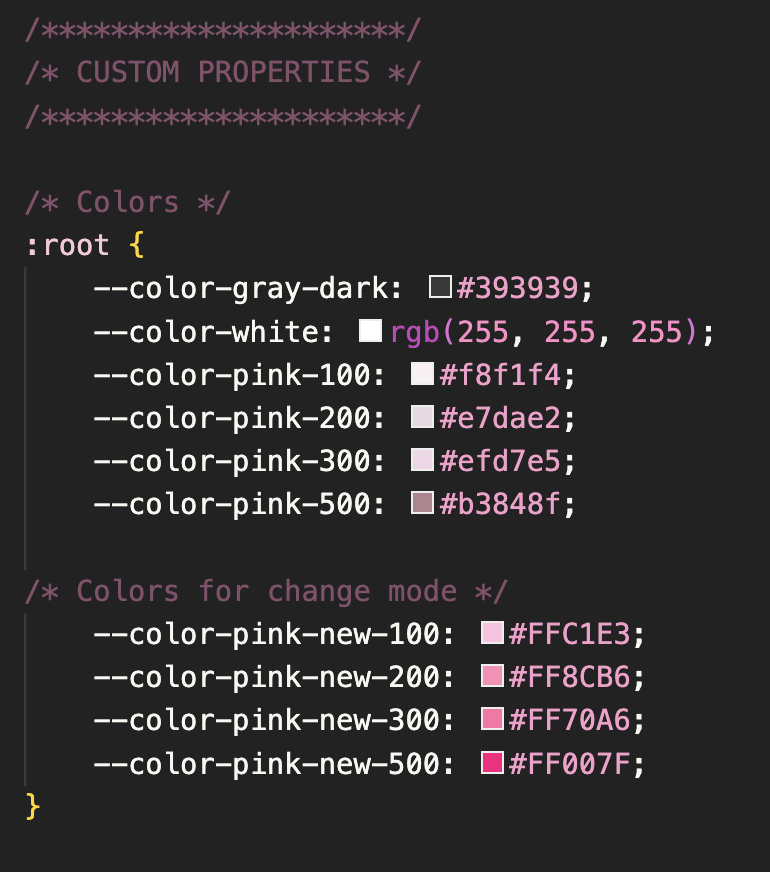 /*********************/
/* CUSTOM PROPERTIES */
/*********************/
/* Colors */
:root {
--color-gray-dark: #393939;
--color-white: rgb(255, 255, 255);
--color-pink-100: #f8f1f4;
--color-pink-200: #e7dae2;
--color-pink-300: #efd7e5;
--color-pink-500: #b3848f;
/* Colors for change mode */
--color-pink-new-100: #FFC1E3;
--color-pink-new-200: #FF8CB6;
--color-pink-new-300: #FF70A6;
--color-pink-new-500: #FF007F;
}